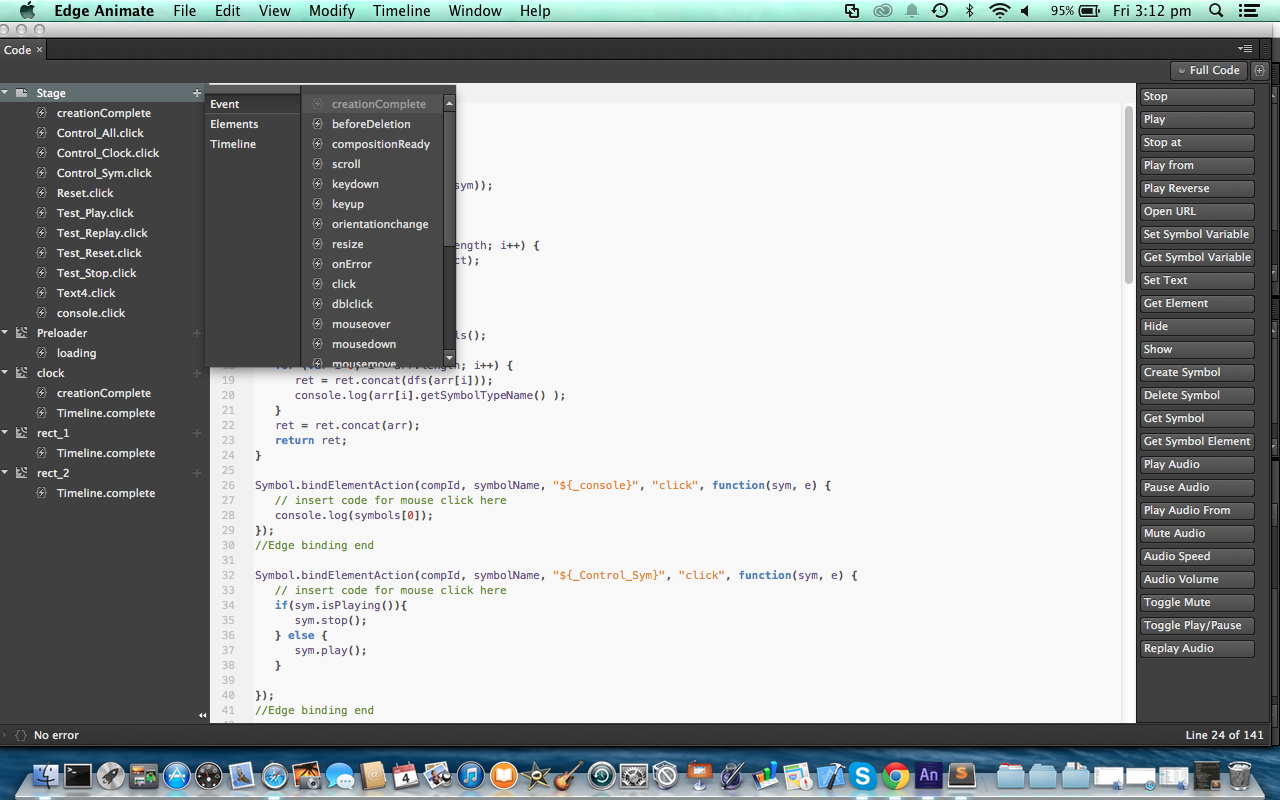 Edge Animate File Edit View Modify Timeline Window Help 95% Fri 3:12 pm
Code ×
Full Code
Stage +
creationComplete
Control_All.click
Control_Clock.click
Control_Sym.click
Reset.click
Test_Play.click
Test_Replay.click
Test_Reset.click
Test_Stop.click
Text4.click
console.click
Preloader +
loading
clock +
creationComplete
Timeline.complete
rect_1 +
Timeline.complete
rect_2 +
Timeline.complete
Event
Elements
Timeline
creationComplete
beforeDeletion
compositionReady
scroll
keydown
keyup
orientationchange
resize
onError
click
dblclick
mouseover
mousedown
mousemove
sym));
ength; i++) {
ct);
ls();
; i++) {
19 ret = ret.concat(dfs(arr[i]));
20 console.log(arr[i].getSymbolTypeName() );
21 }
22 ret = ret.concat(arr);
23 return ret;
24 }
25
26 Symbol.bindElementAction(compId, symbolName, "${_console}", "click", function(sym, e) {
27 // insert code for mouse click here
28 console.log(symbols[0]);
29 });
30 //Edge binding end
31
32 Symbol.bindElementAction(compId, symbolName, "${_Control_Sym}", "click", function(sym, e) {
33 // insert code for mouse click here
34 if(sym.isPlaying()){
35 sym.stop();
36 } else {
37 sym.play();
38 }
39
40 });
41 //Edge binding end
Stop
Play
Stop at
Play from
Play Reverse
Open URL
Set Symbol Variable
Get Symbol Variable
Set Text
Get Element
Hide
Show
Create Symbol
Delete Symbol
Get Symbol
Get Symbol Element
Play Audio
Pause Audio
Play Audio From
Mute Audio
Audio Speed
Audio Volume
Toggle Mute
Toggle Play/Pause
Replay Audio
{} No error
Line 24 of 141
4
An
S